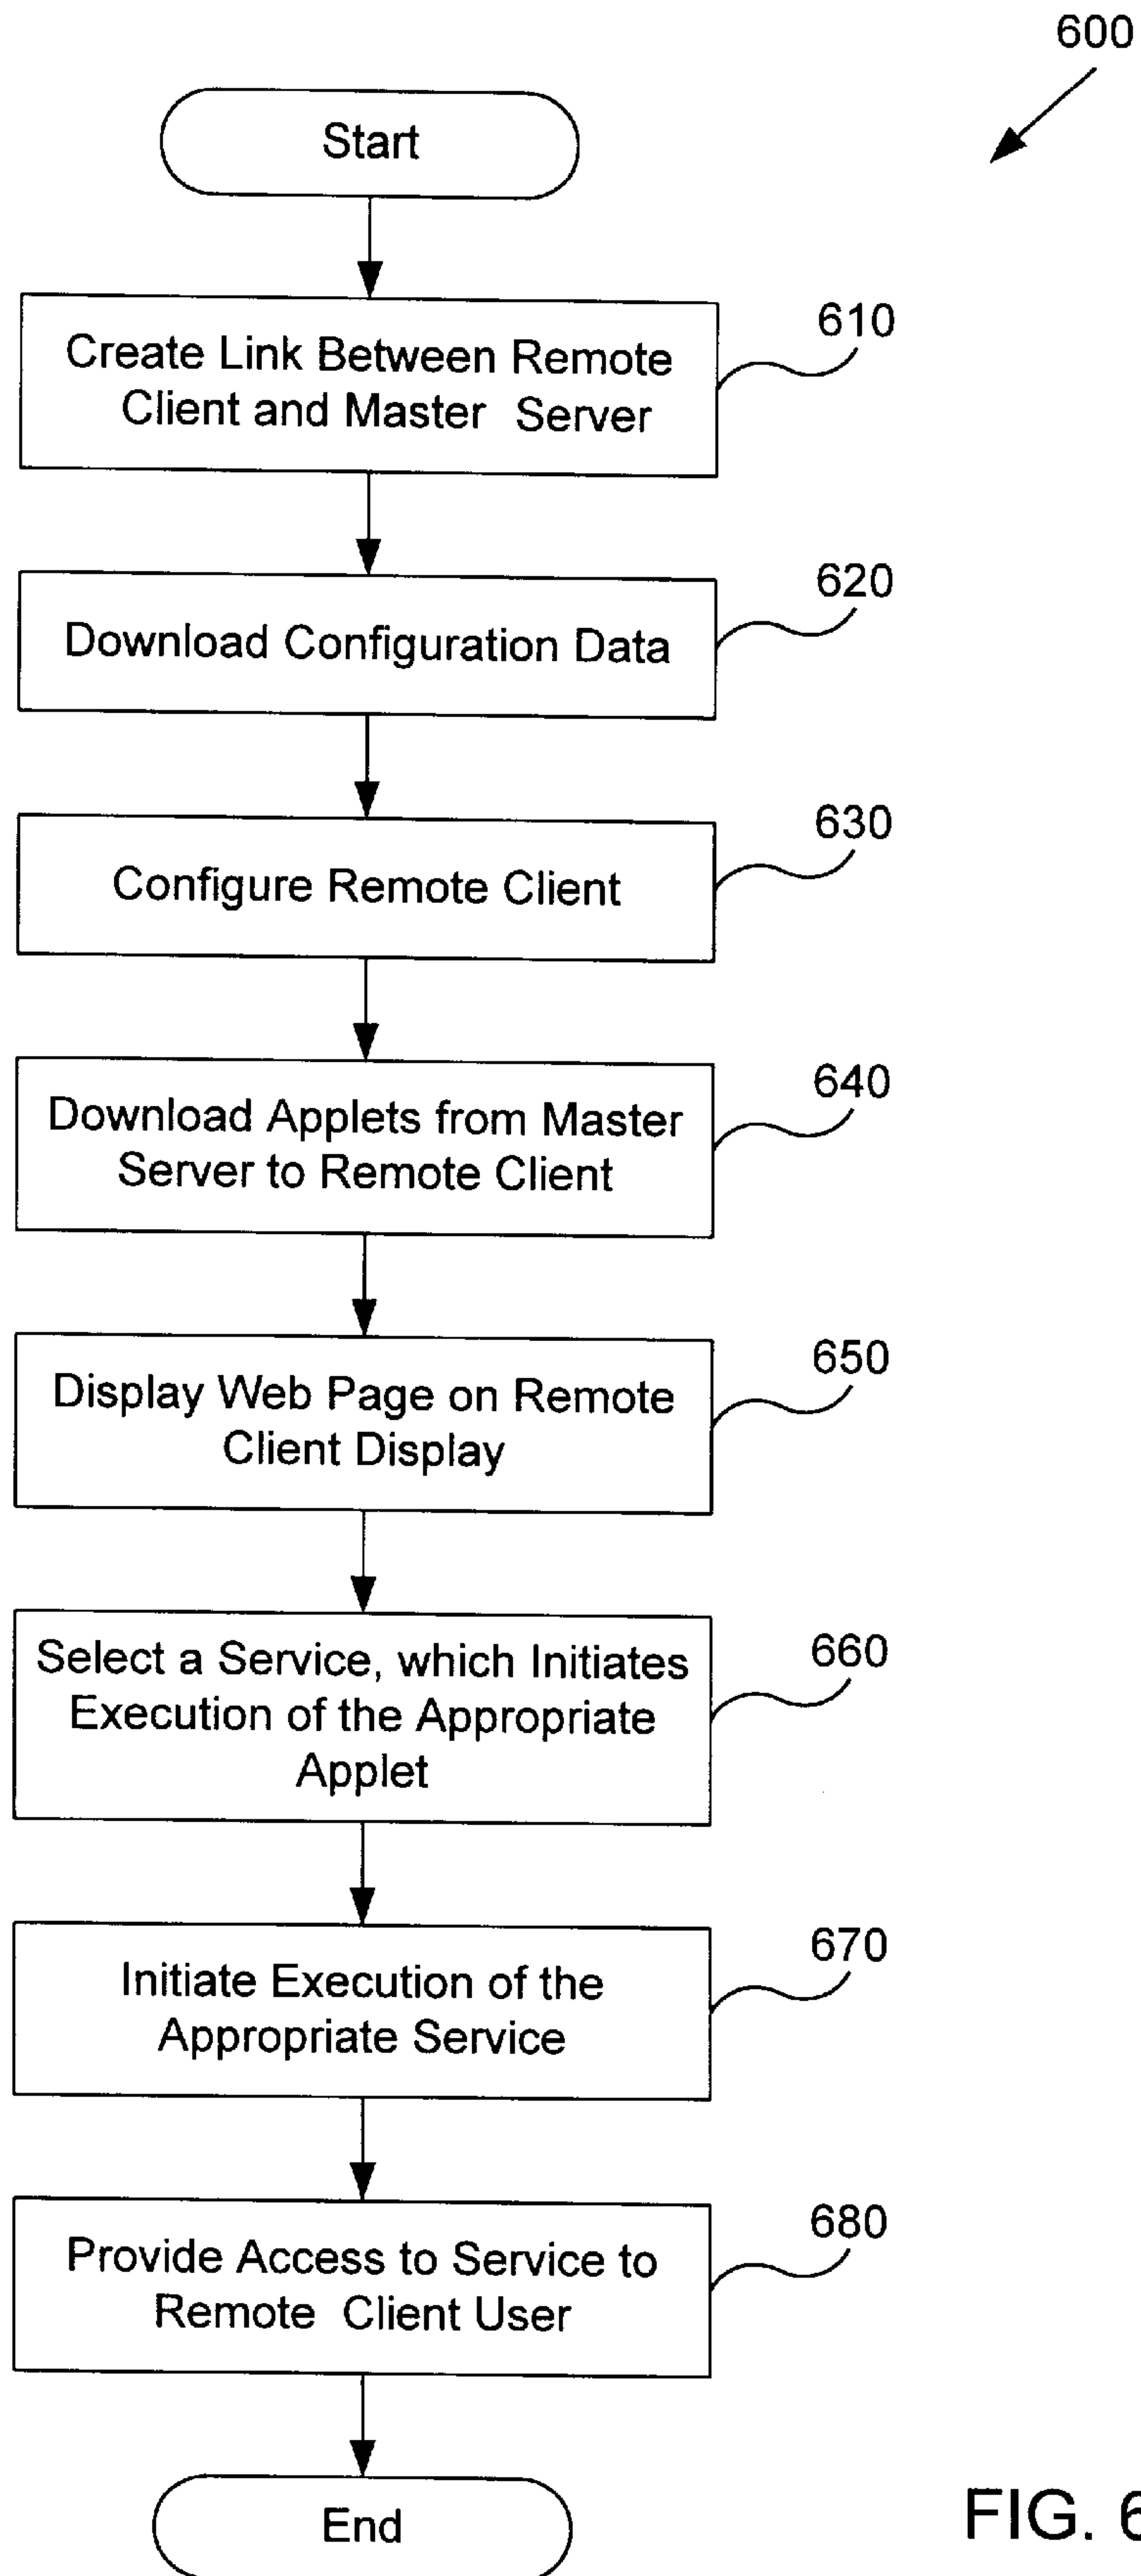 600
Start
610
Create Link Between Remote
Client and Master Server
620
Download Configuration Data
630
Configure Remote Client
640
Download Applets from Master
Server to Remote Client
650
Display Web Page on Remote
Client Display
660
Select a Service, which Initiates
Execution of the Appropriate
Applet
670
Initiate Execution of the
Appropriate Service
680
Provide Access to Service to
Remote Client User
End
FIG. 6